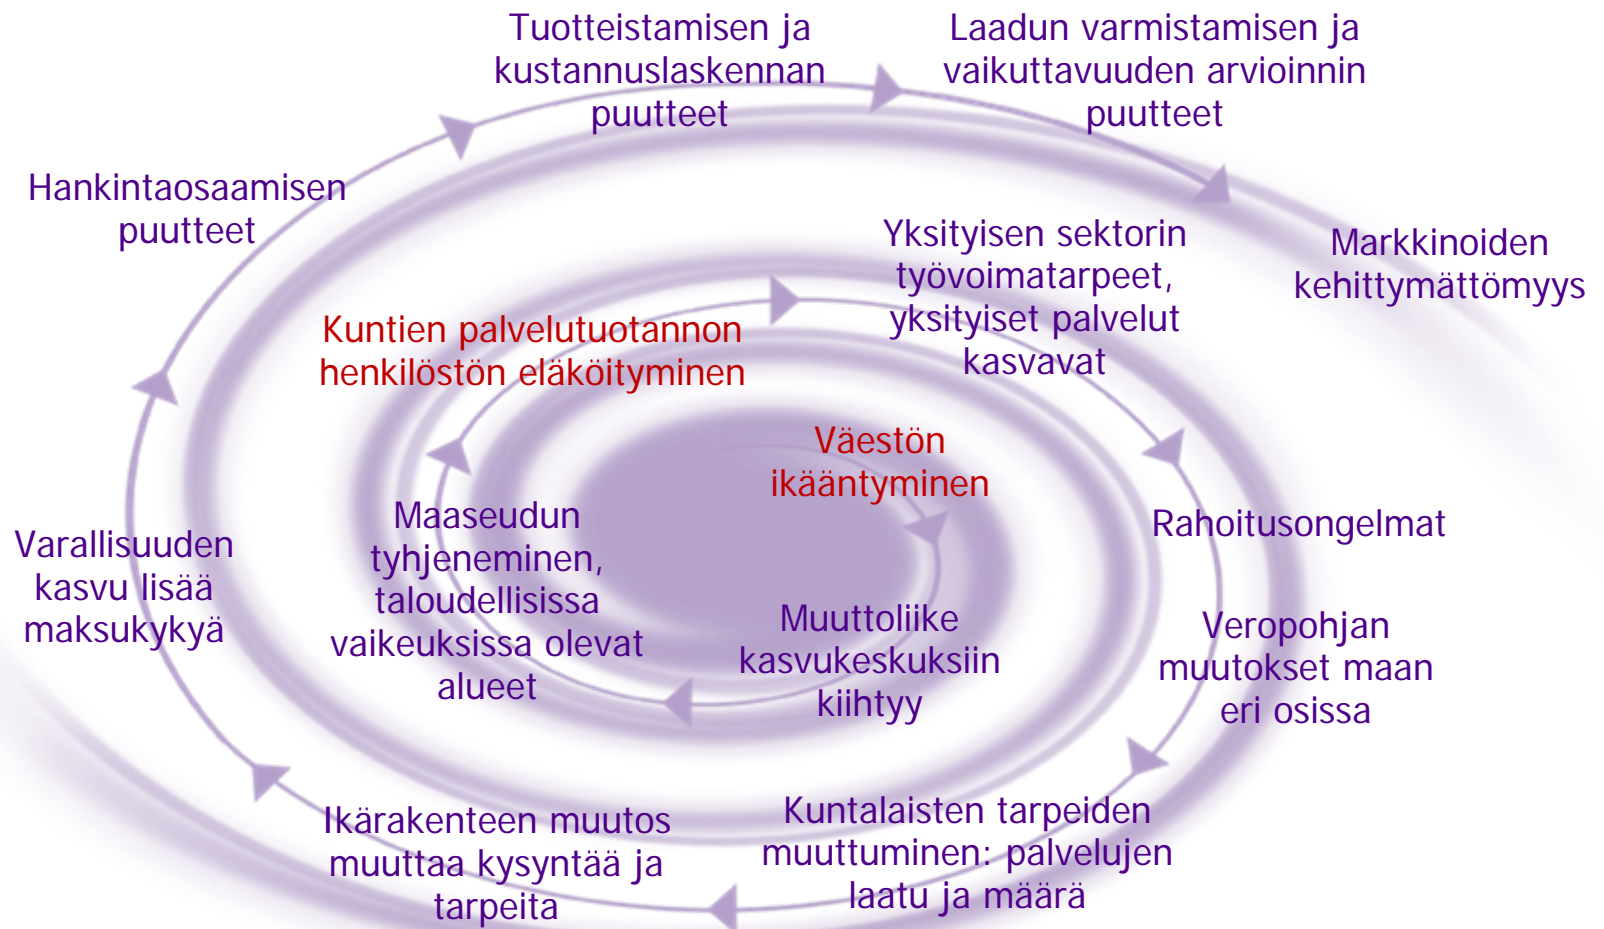 Tuotteistamisen ja
kustannuslaskennan
puutteet
Laadun varmistamisen ja
vaikuttavuuden arvioinnin
puutteet
Hankintaosaamisen
puutteet
Yksityisen sektorin
työvoimatarpeet,
yksityiset palvelut
kasvavat
Markkinoiden
kehittymättömyys
Kuntien palvelutuotannon
henkilöstön eläköityminen
Väestön
ikääntyminen
Maaseudun
tyhjeneminen,
taloudellisissa
vaikeuksissa olevat
alueet
Rahoitusongelmat
Varallisuuden
kasvu lisää
maksukykyä
Muuttoliike
kasvukeskuksiin
kiihtyy
Veropohjan
muutokset maan
eri osissa
Ikärakenteen muutos
muuttaa kysyntää ja
tarpeita
Kuntalaisten tarpeiden
muuttuminen: palvelujen
laatu ja määrä